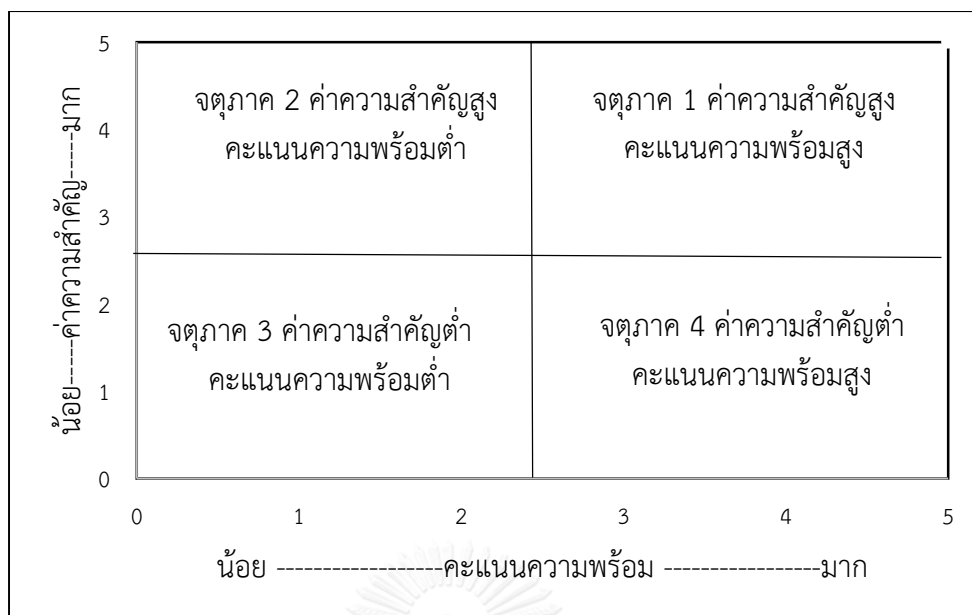 5
จตุภาค 2 ค่าความสำคัญสูง
คะแนนความพร้อมต่ำ
จตุภาค 1 ค่าความสำคัญสูง
คะแนนความพร้อมสูง
4
3
น้อย------ค่าความสำคัญ------มาก
2
จตุภาค 3 ค่าความสำคัญต่ำ
คะแนนความพร้อมต่ำ
จตุภาค 4 ค่าความสำคัญต่ำ
คะแนนความพร้อมสูง
1
0
0 1 2 3 4 5
น้อย ------------------คะแนนความพร้อม -----------------มาก